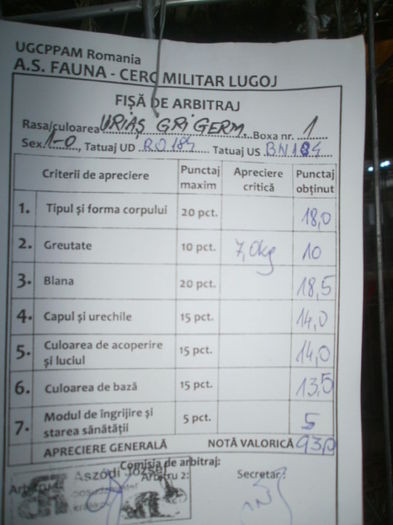 UGCPPAM Romania
A.S. FAUNA - CERC MILITAR LUGOJ
FIȘĂ DE ARBITRAJ
Rasa/culoarea URIAȘ GRI GERM. Boxa nr. 1
Sex 1-0, Tatuaj UD RO184 Tatuaj US BN184
Criterii de apreciere Punctaj maxim Apreciere critică Punctaj obținut
1. Tipul și forma corpului 20 pct. 18,0
2. Greutate 10 pct. 7,0kg 10
3. Blana 20 pct. 18,5
4. Capul și urechile 15 pct. 14,0
5. Culoarea de acoperire și luciul 15 pct. 14,0
6. Culoarea de bază 15 pct. 13,5
7. Modul de îngrijire și starea sănătății 5 pct. 5
APRECIERE GENERALĂ NOTĂ VALORICĂ 93,0
Comisia de arbitraj:
Arbitru Aszodi Jozsef Arbitru 2: Secretar: